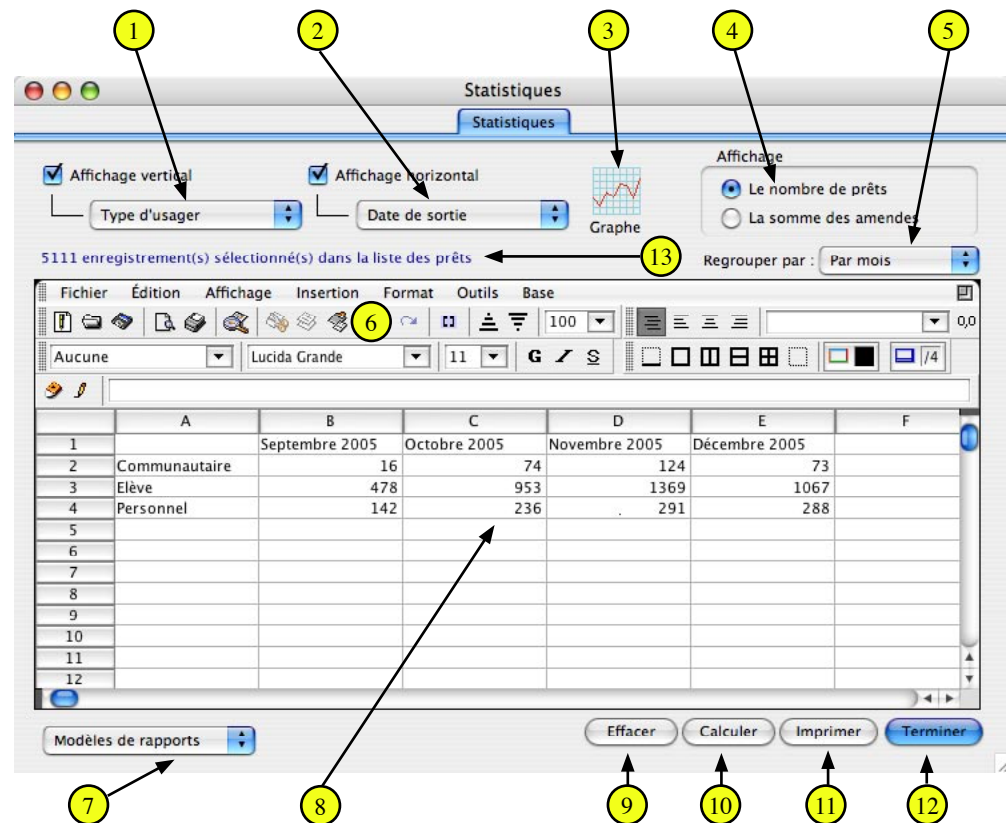 1 2 3 4 5
Statistiques
Statistiques
Affichage vertical
Affichage horizontal
Affichage
Type d'usager
Date de sortie
Graphe
Le nombre de prêts
La somme des amendes
5111 enregistrement(s) sélectionné(s) dans la liste des prêts
13
Regrouper par : Par mois
Fichier Édition Affichage Insertion Format Outils Base
6
100
0,0
Aucune Lucida Grande 11 G I S /4
A B C D E F
1 Septembre 2005 Octobre 2005 Novembre 2005 Décembre 2005
2 Communautaire 16 74 124 73
3 Elève 478 953 1369 1067
4 Personnel 142 236 . 291 288
5
6
7
8
9
10
11
12
Modèles de rapports
Effacer Calculer Imprimer Terminer
7 8 9 10 11 12